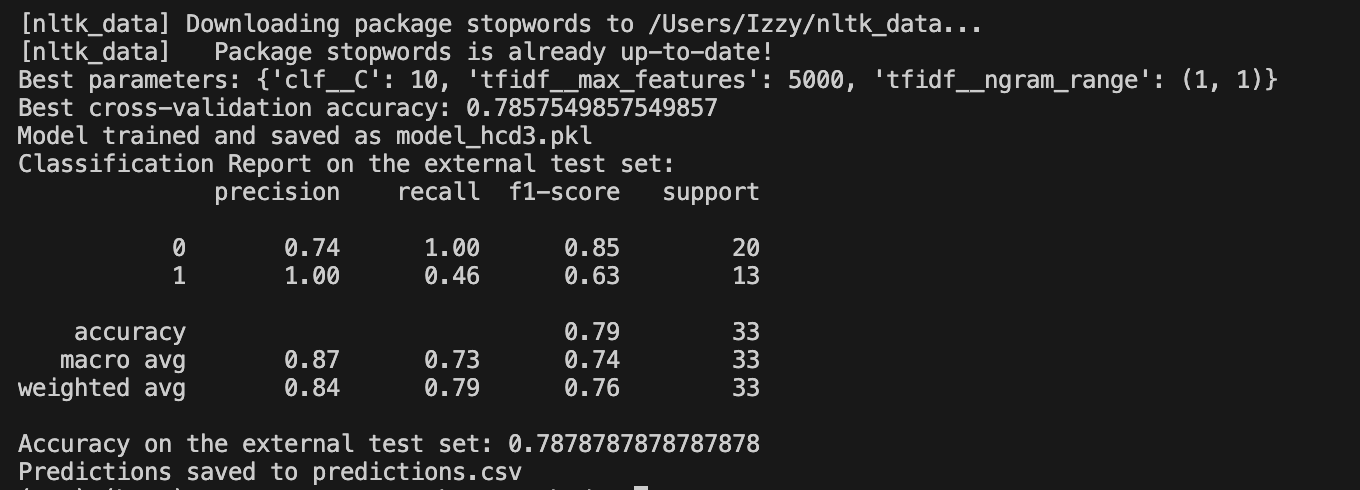 [nltk_data] Downloading package stopwords to /Users/Izzy/nltk_data...
[nltk_data]   Package stopwords is already up-to-date!
Best parameters: {'clf__C': 10, 'tfidf__max_features': 5000, 'tfidf__ngram_range': (1, 1)}
Best cross-validation accuracy: 0.7857549857549857
Model trained and saved as model_hcd3.pkl
Classification Report on the external test set:
              precision    recall  f1-score   support

           0       0.74      1.00      0.85        20
           1       1.00      0.46      0.63        13

    accuracy                           0.79        33
   macro avg       0.87      0.73      0.74        33
weighted avg       0.84      0.79      0.76        33

Accuracy on the external test set: 0.7878787878787878
Predictions saved to predictions.csv